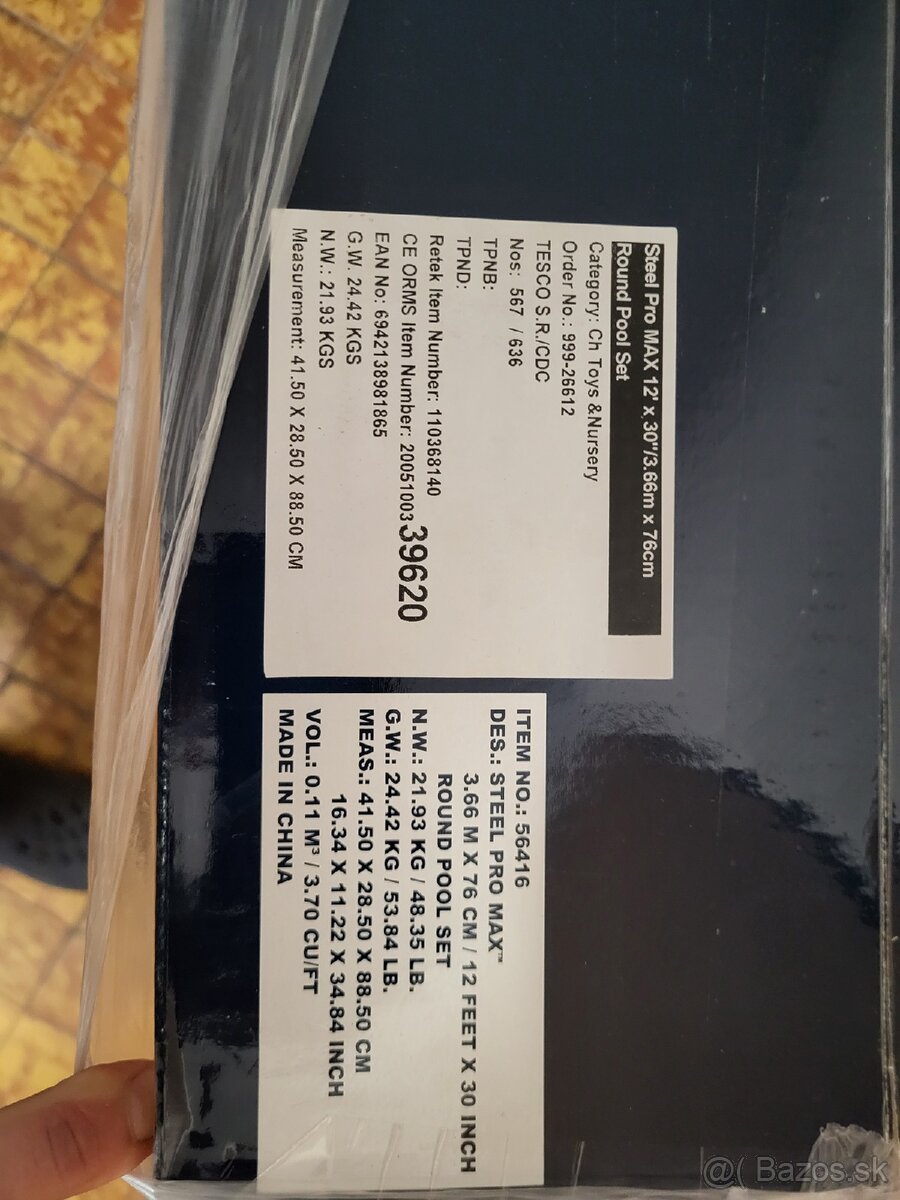 Steel Pro MAX 12' x 30"/3.66m x 76cm
Round Pool Set
Category: Ch Toys &Nursery
Order No.: 999-26612
TESCO S.R./CDC
Nos: 567 / 636
TPNB:
TPND:
Retek Item Number: 110368140
CE ORMS Item Number: 2005100339620
EAN No: 6942138981865
G.W. 24.42 KGS
N.W.: 21.93 KGS
Measurement: 41.50 X 28.50 X 88.50 CM
ITEM NO.: 56416
DES.: STEEL PRO MAX™
3.66 M X 76 CM / 12 FEET X 30 INCH
ROUND POOL SET
N.W.: 21.93 KG / 48.35 LB.
G.W.: 24.42 KG / 53.84 LB.
MEAS.: 41.50 X 28.50 X 88.50 CM
16.34 X 11.22 X 34.84 INCH
VOL.: 0.11 M³ / 3.70 CU/FT
MADE IN CHINA
@( Bazos.sk